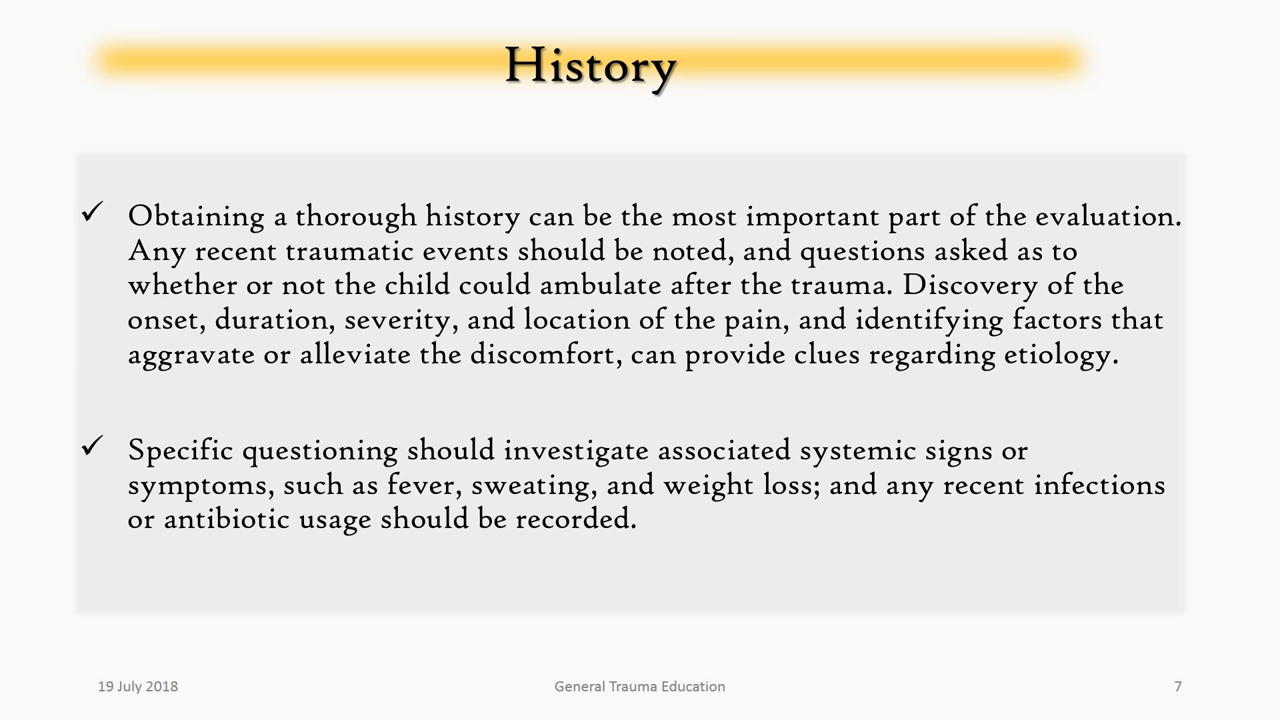 History
✓ Obtaining a thorough history can be the most important part of the evaluation.
Any recent traumatic events should be noted, and questions asked as to
whether or not the child could ambulate after the trauma. Discovery of the
onset, duration, severity, and location of the pain, and identifying factors that
aggravate or alleviate the discomfort, can provide clues regarding etiology.
✓ Specific questioning should investigate associated systemic signs or
symptoms, such as fever, sweating, and weight loss; and any recent infections
or antibiotic usage should be recorded.
19 July 2018
General Trauma Education
7